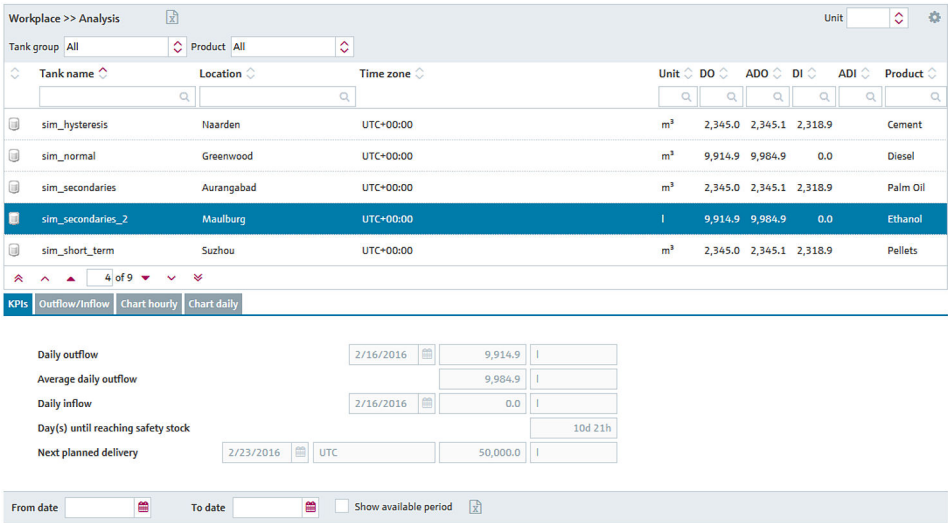 Workplace >> Analysis Unit
Tank group All Product All
Tank name Location Time zone Unit DO ADO DI ADI Product
sim_hysteresis Naarden UTC+00:00 m³ 2,345.0 2,345.1 2,318.9 Cement
sim_normal Greenwood UTC+00:00 m³ 9,914.9 9,984.9 0.0 Diesel
sim_secondaries Aurangabad UTC+00:00 m³ 2,345.0 2,345.1 2,318.9 Palm Oil
sim_secondaries_2 Maulburg UTC+00:00 l 9,914.9 9,984.9 0.0 Ethanol
sim_short_term Suzhou UTC+00:00 m³ 2,345.0 2,345.1 2,318.9 Pellets
4 of 9
KPIs Outflow/Inflow Chart hourly Chart daily
Daily outflow 2/16/2016 9,914.9 l
Average daily outflow 9,984.9 l
Daily inflow 2/16/2016 0.0 l
Day(s) until reaching safety stock 10d 21h
Next planned delivery 2/23/2016 UTC 50,000.0 l
From date To date Show available period